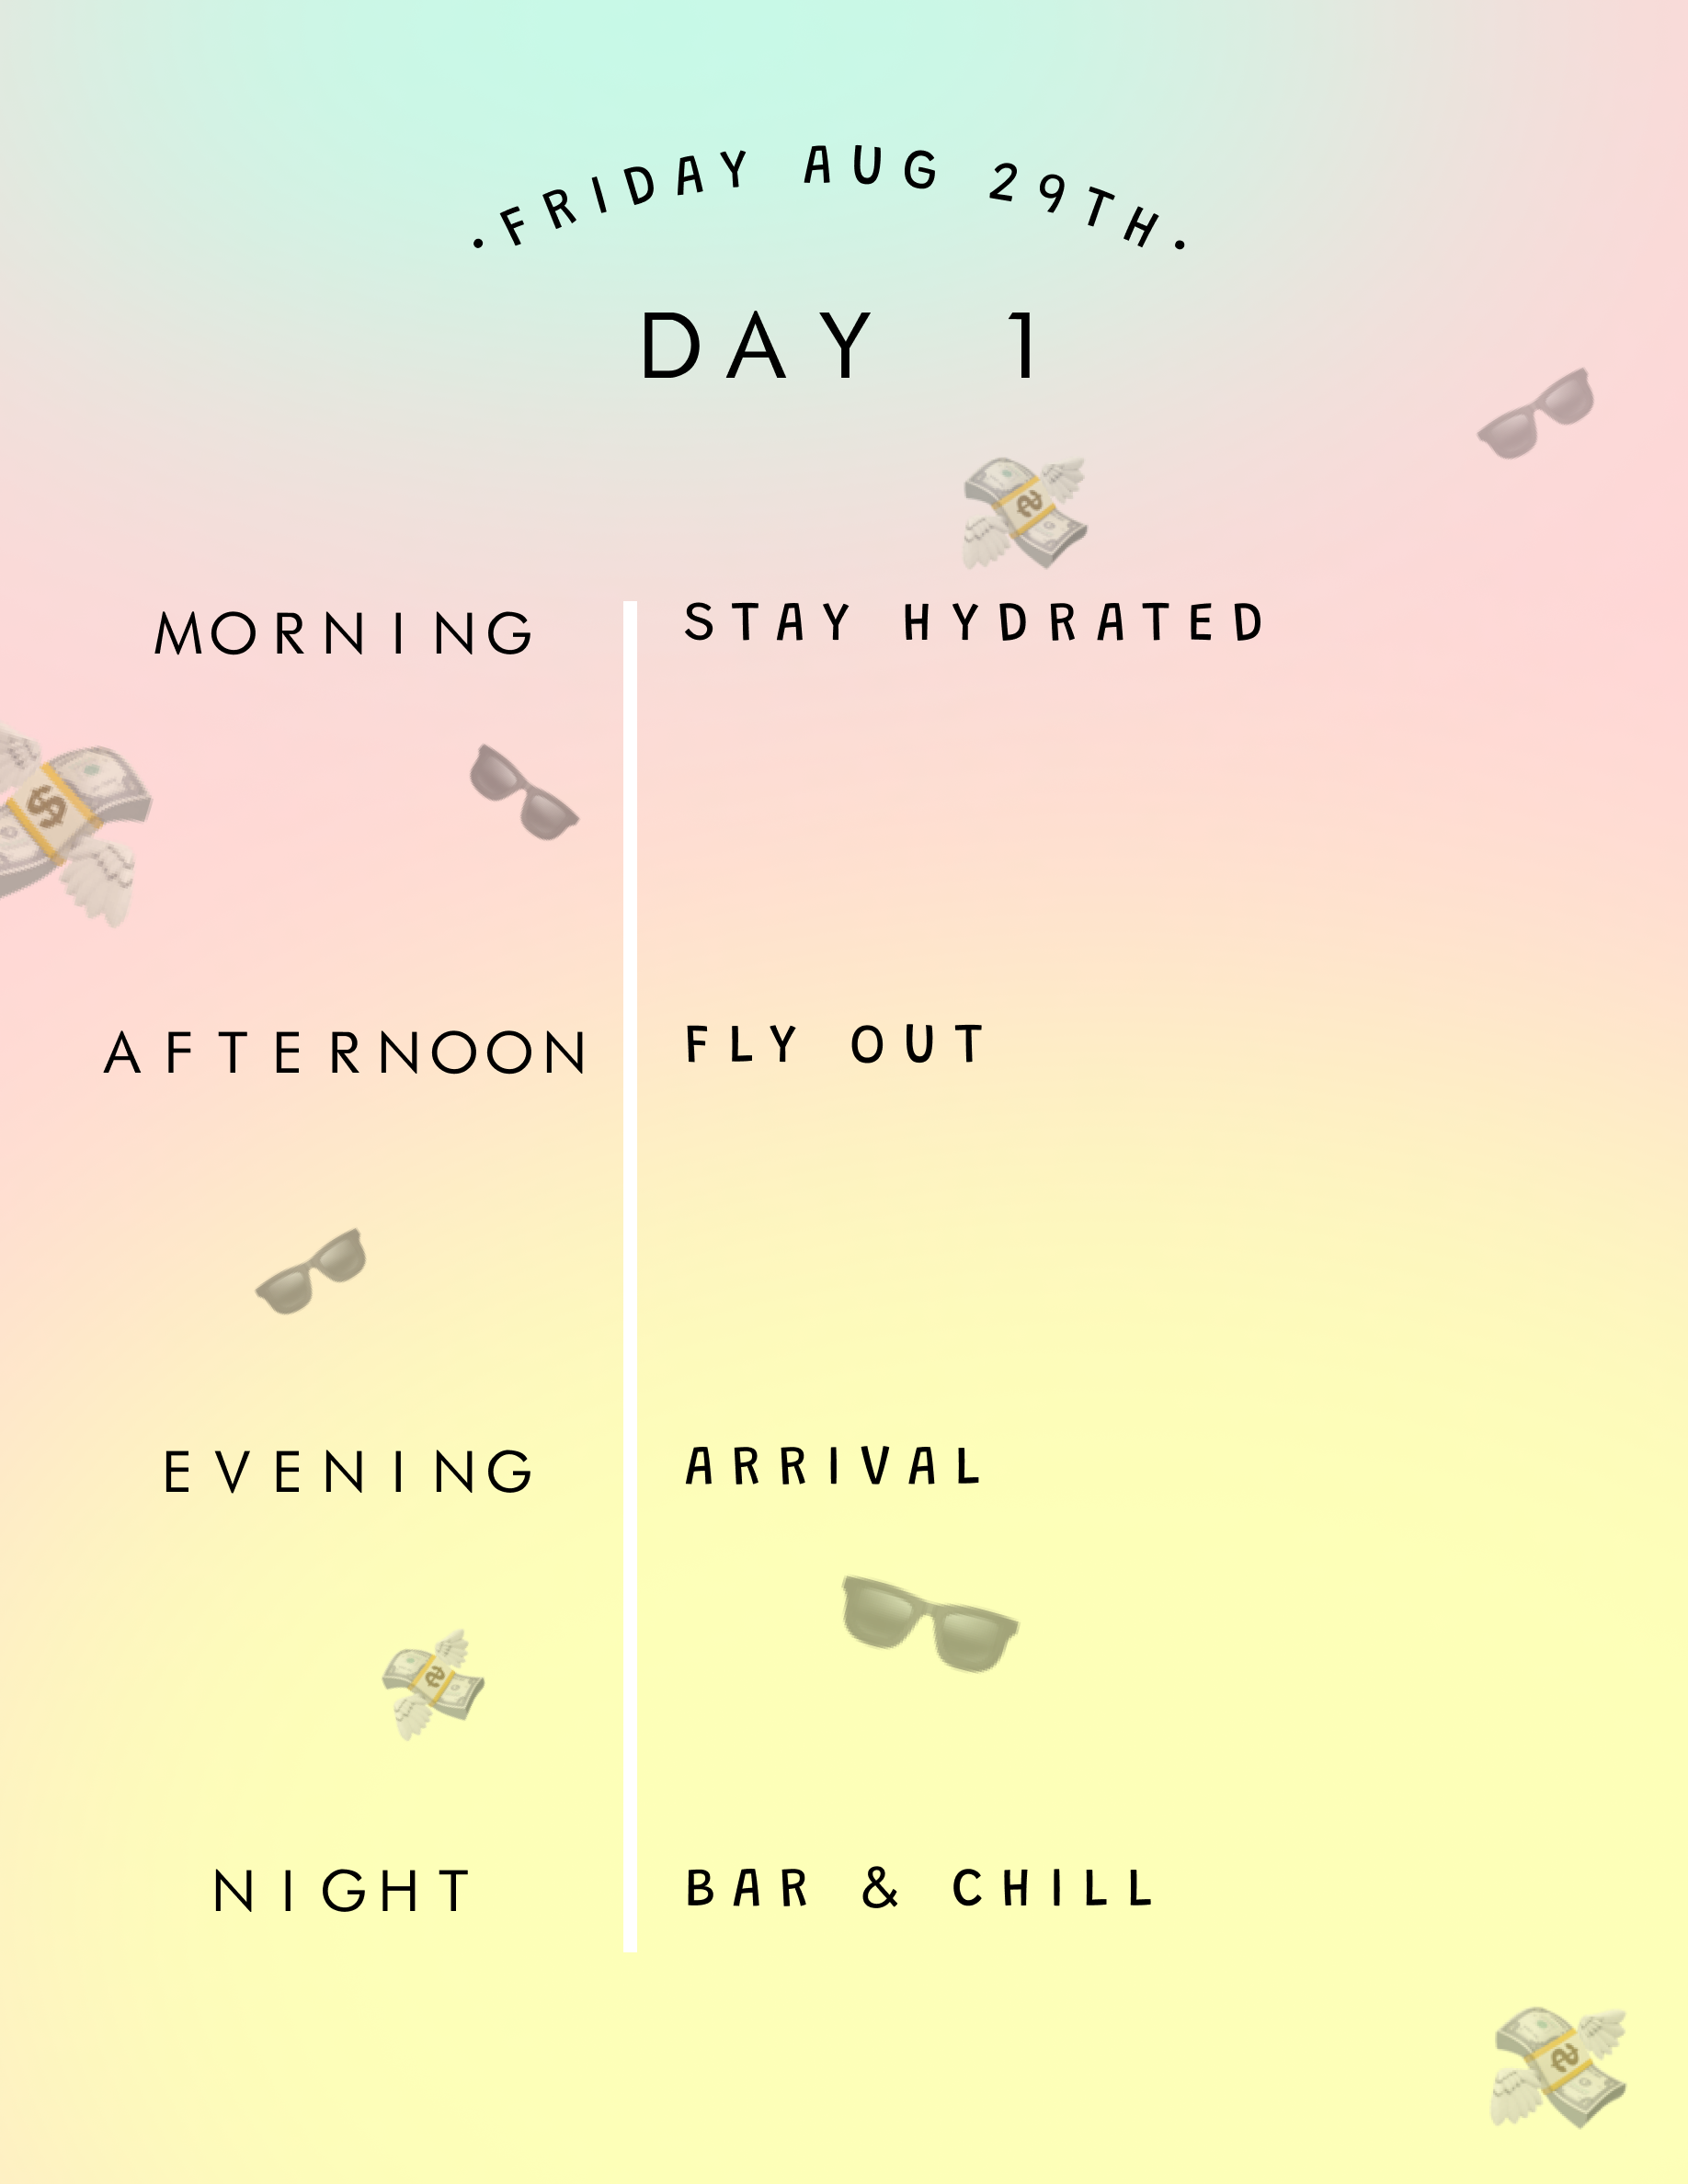 .FRIDAY AUG 29TH.
DAY 1
MORNING
STAY HYDRATED
AFTERNOON
FLY OUT
EVENING
ARRIVAL
NIGHT
BAR & CHILL